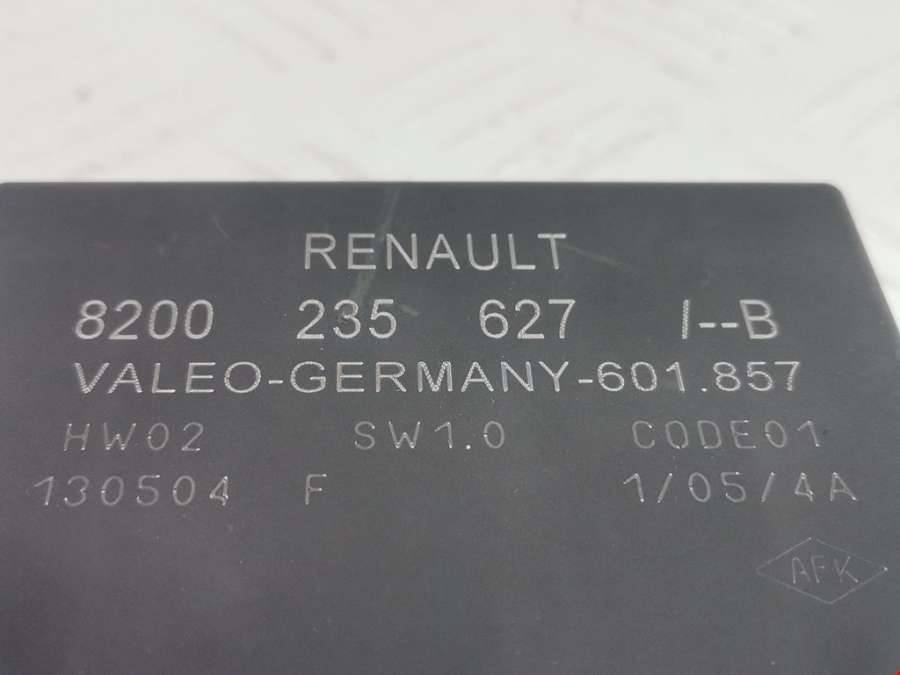 RENAULT
8200 235 627 /--B
VALEO-GERMANY-601.857
HW02 SW1.0 CODE01
130504 F 1/05/4A
AFK